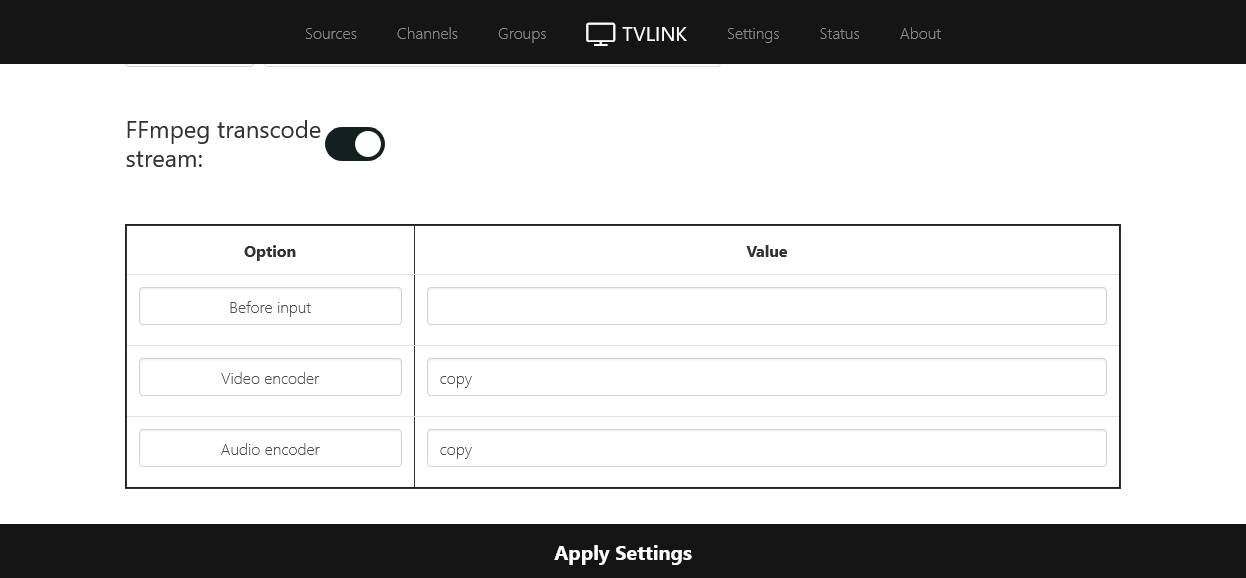 Sources Channels Groups TVLINK Settings Status About
FFmpeg transcode
stream:
Option Value
Before input
Video encoder copy
Audio encoder copy
Apply Settings